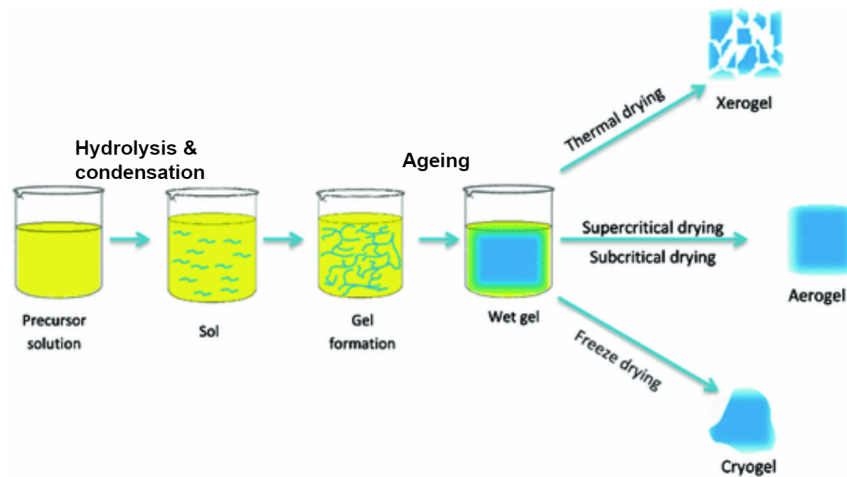 Hydrolysis &
condensation
Ageing
Precursor
solution
Sol
Gel
formation
Wet gel
Thermal drying
Xerogel
Supercritical drying
Subcritical drying
Aerogel
Freeze drying
Cryogel